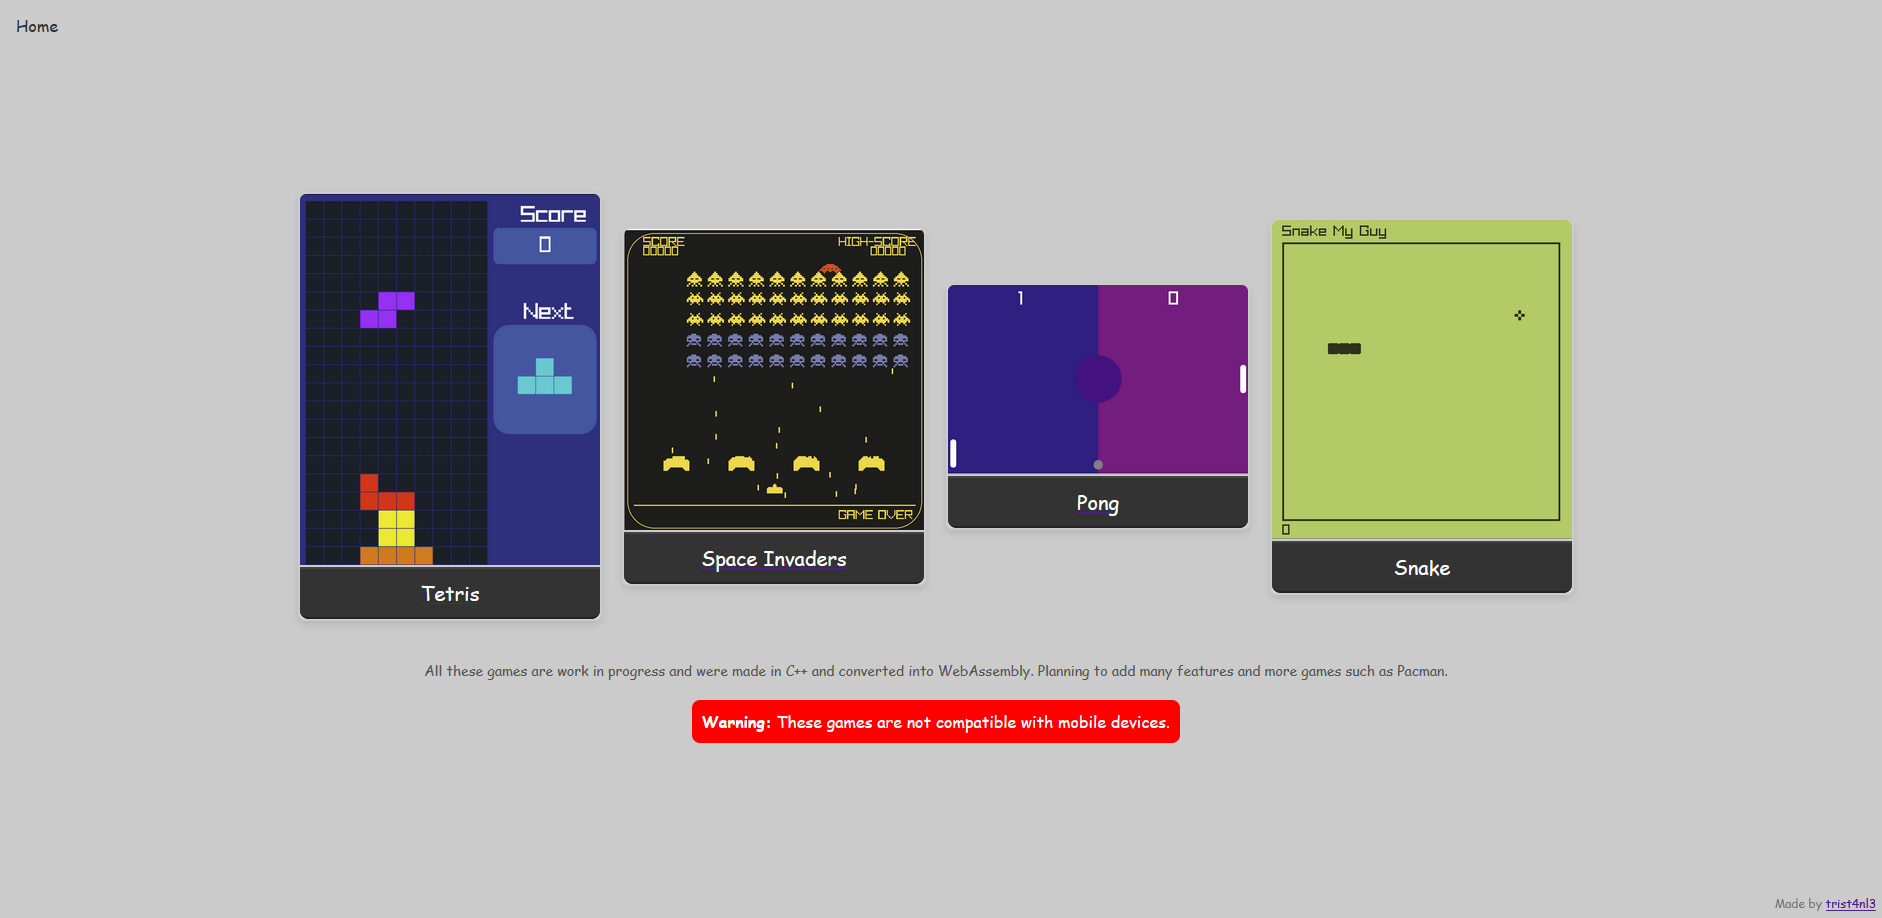 Home
Score
0
Next
Tetris
SCORE
00000
HIGH-SCORE
00000
GAME OVER
Space Invaders
1 0
Pong
Snake My Guy
0
Snake
All these games are work in progress and were made in C++ and converted into WebAssembly. Planning to add many features and more games such as Pacman.
Warning: These games are not compatible with mobile devices.
Made by trist4nl3